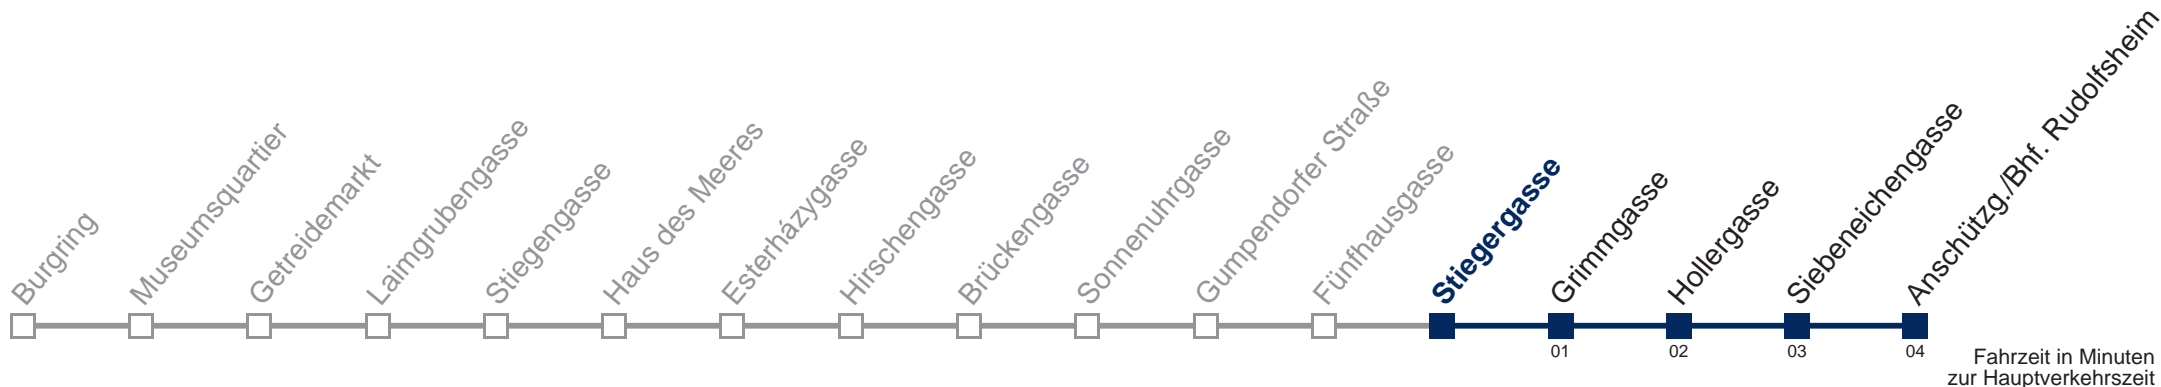 Burgring
Museumsquartier
Getreidemarkt
Laimgrubengasse
Stiegengasse
Haus des Meeres
Esterházygasse
Hirschengasse
Brückengasse
Sonnenuhrgasse
Gumpendorfer Straße
Fünfhausgasse
Stiegergasse
Grimmgasse
Hollergasse
Siebeneichengasse
Anschützg./Bhf. Rudolfsheim
01
02
03
04
Fahrzeit in Minuten
zur Hauptverkehrszeit